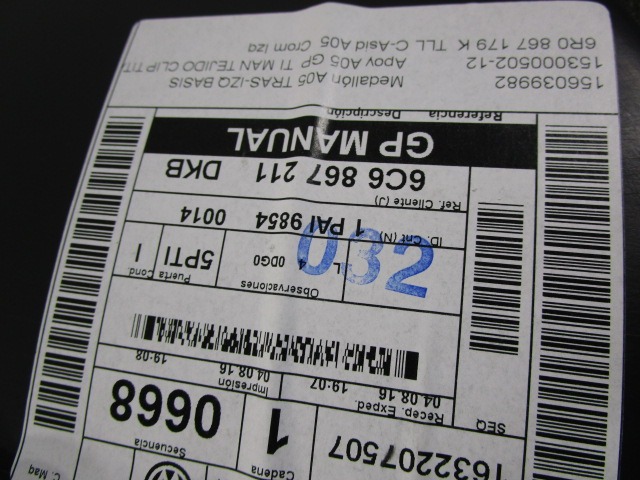 C. Maq
1632207507
Cadena
1
Secuencia
0668
SEQ
Recep. Exped.
04.08.16 19:07
Impresión
04.08.16 19:08
Observaciones
L 4 0DG0
Puerta
5PTI
Cond.
I
032
ID. Cnt (N)
1 PAI 9854 0014
Ref. Cliente (J)
6C6 867 211 DKB
GP MANUAL
Referencia Descripción
156039982 Medallón A05 TRAS-IZQ BASIS
153000502-12 Apoy A05 GP TI MAN TEJIDO CLIP TIT
6R0 867 179 K TLL C-Asid A05 Crom Izq